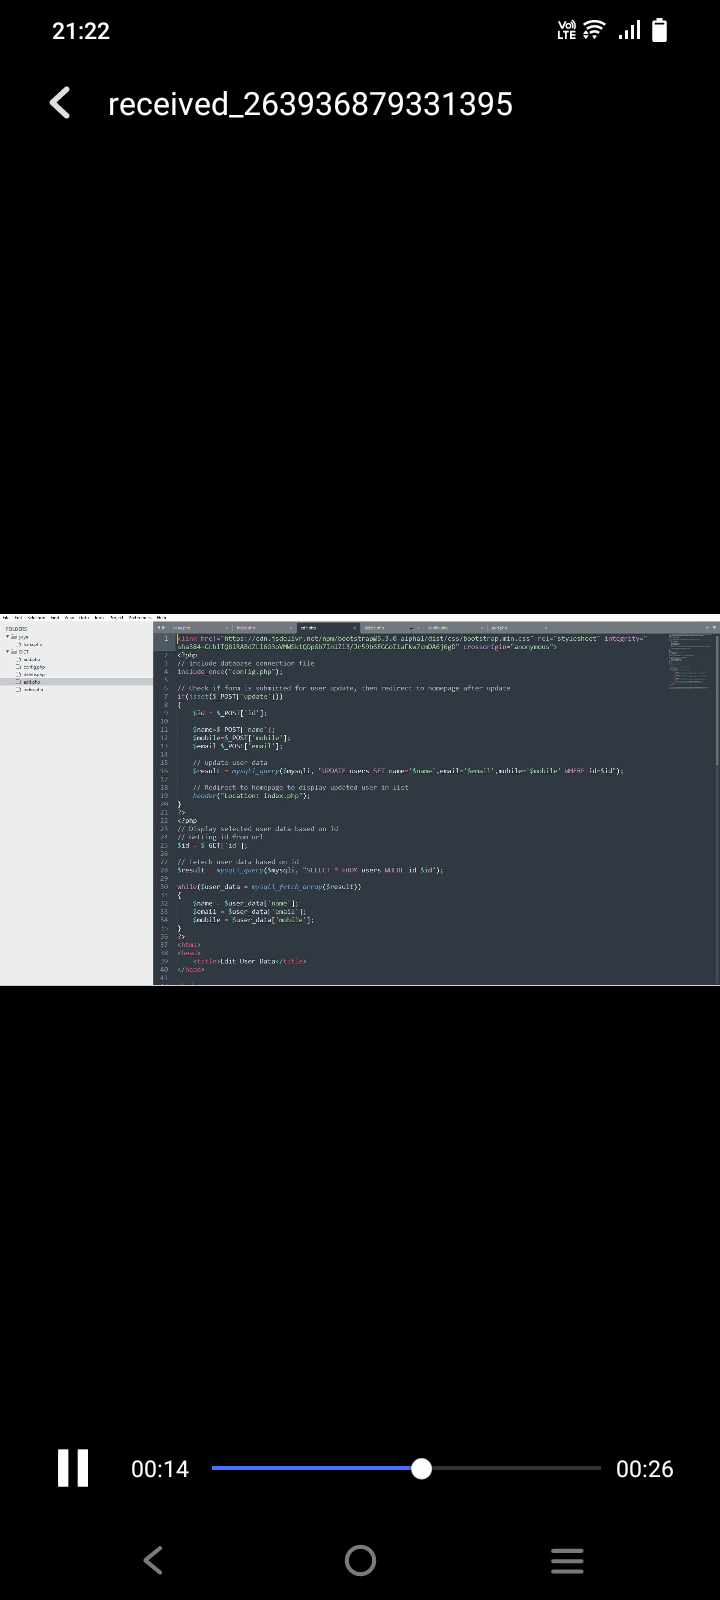 21:22
Vo)) LTE
received_263936879331395
FOLDERS
config.php
edit.php
index.php
1 <link href="https://cdn.jsdelivr.net/npm/bootstrap@5.3.0-alpha1/dist/css/bootstrap.min.css" rel="stylesheet" integrity="
crossorigin="anonymous">
2 <?php
3 // include database connection file
4 include_once("config.php");
5
6 // Check if form is submitted for user update, then redirect to homepage after update
7 if(isset($_POST['update']))
8 {
9 $id = $_POST['id'];
10
11 $name=$_POST['name'];
12 $mobile=$_POST['mobile'];
13 $email=$_POST['email'];
14
15 // update user data
16 $result = mysqli_query($mysqli, "UPDATE users SET name='$name',email='$email',mobile='$mobile' WHERE id=$id");
17
18 // Redirect to homepage to display updated user in list
19 header("Location: index.php");
20 }
21 ?>
22 <?php
23 // Display selected user data based on id
24 // Getting id from url
25 $id = $_GET['id'];
26
27 // Fetch user data based on id
28 $result = mysqli_query($mysqli, "SELECT * FROM users WHERE id=$id");
29
30 while($user_data = mysqli_fetch_array($result))
31 {
32 $name = $user_data['name'];
33 $email = $user_data['email'];
34 $mobile = $user_data['mobile'];
35 }
36 ?>
37 <html>
38 <head>
39 <title>Edit User Data</title>
40 </head>
41
00:14
00:26